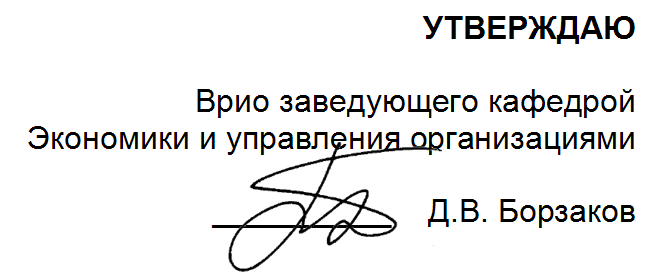 УТВЕРЖДАЮ
Врио заведующего кафедрой
Экономики и управления организациями
Д.В. Борзаков